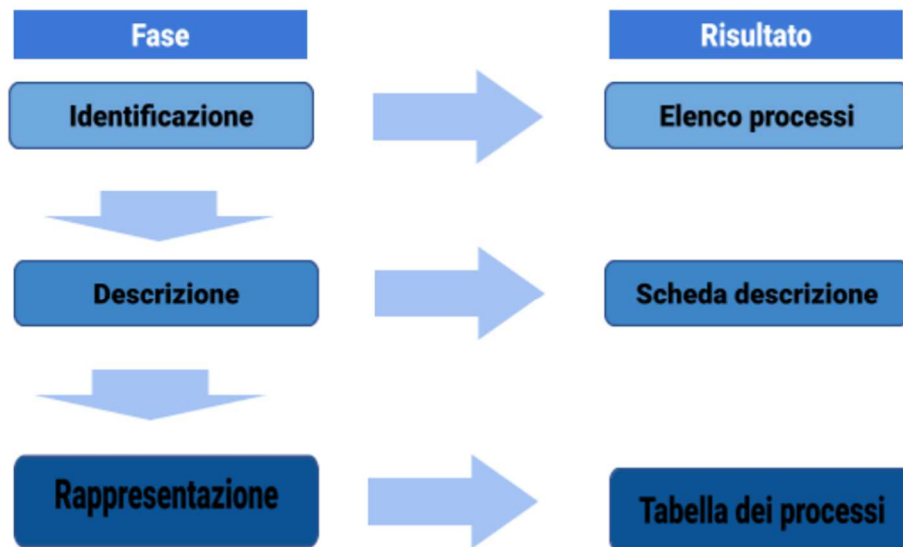 Fase
Risultato
Identificazione
Elenco processi
Descrizione
Scheda descrizione
Rappresentazione
Tabella dei processi